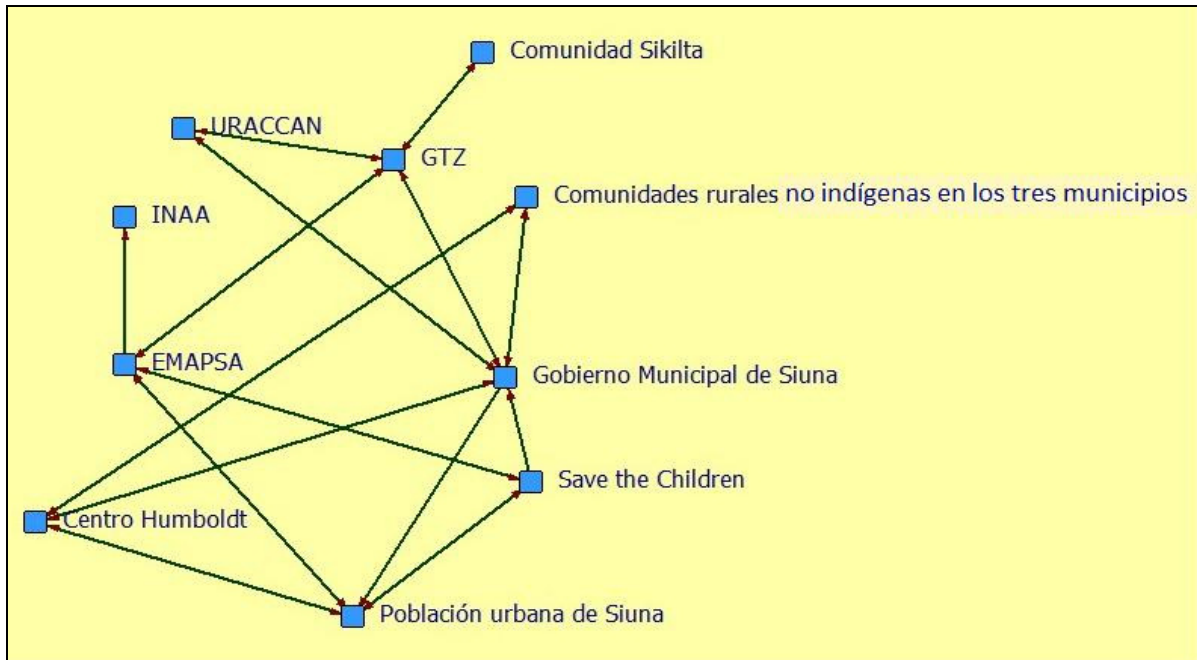 Comunidad Sikilta
URACCAN
GTZ
Comunidades rurales no indígenas en los tres municipios
INAA
EMAPSA
Gobierno Municipal de Siuna
Save the Children
Centro Humboldt
Población urbana de Siuna